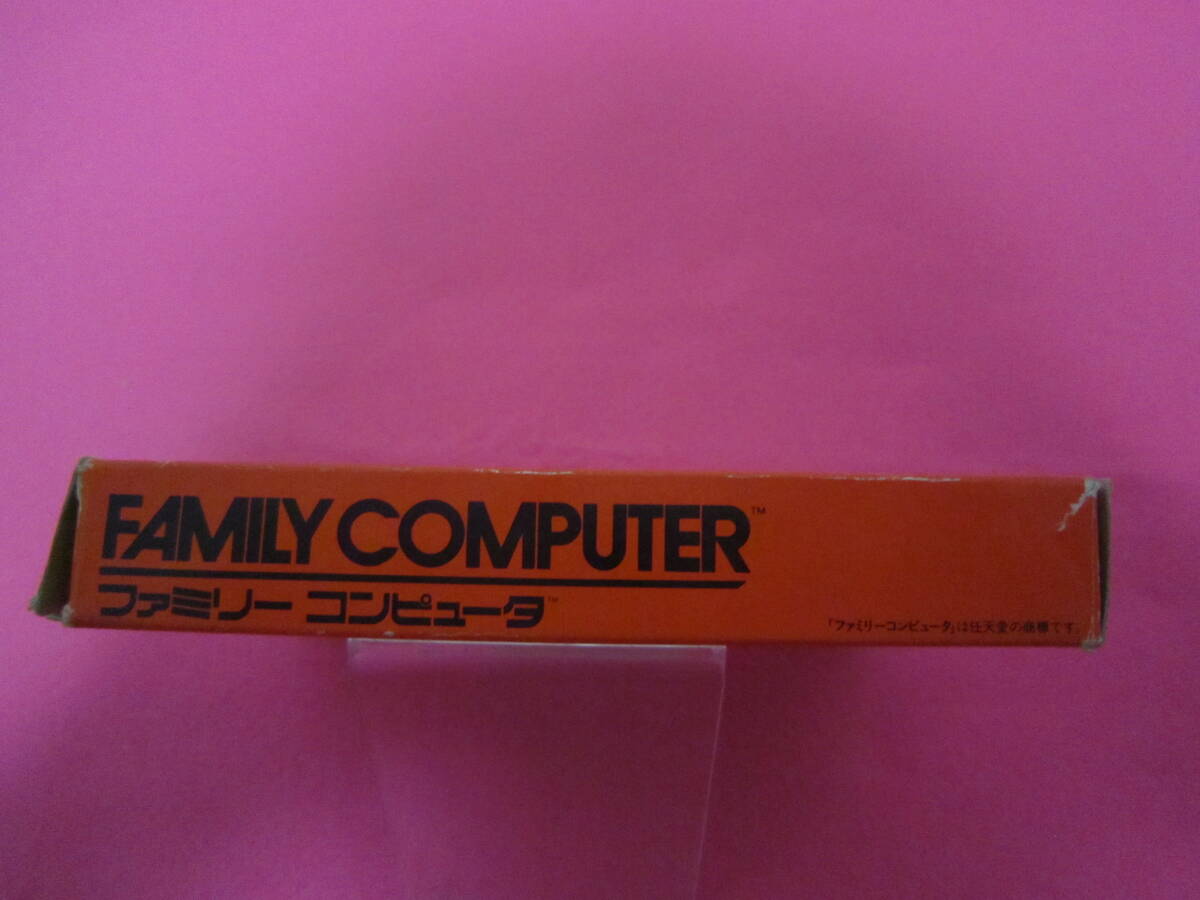 FAMILY COMPUTER™
ファミリー コンピュータ™
「ファミリーコンピュータ」は任天堂の商標です。